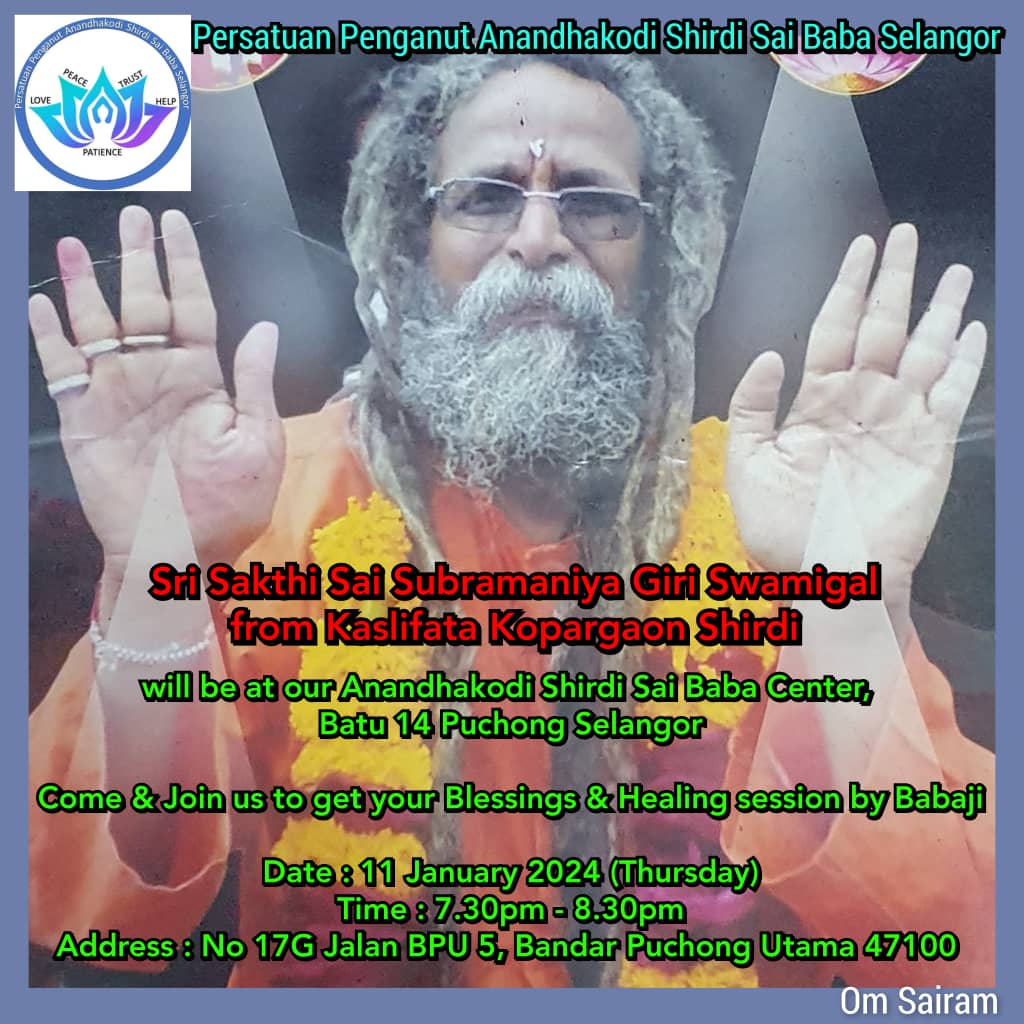 Persatuan Penganut Anandhakodi Shirdi Sai Baba Selangor
Persatuan Penganut Anandhakodi Shirdi Sai Baba Selangor
PEACE
TRUST
LOVE
HELP
PATIENCE
Sri Sakthi Sai Subramaniya Giri Swamigal
from Kaslifata Kopargaon Shirdi
will be at our Anandhakodi Shirdi Sai Baba Center,
Batu 14 Puchong Selangor
Come & Join us to get your Blessings & Healing session by Babaji
Date : 11 January 2024 (Thursday)
Time : 7.30pm - 8.30pm
Address : No 17G Jalan BPU 5, Bandar Puchong Utama 47100
Om Sairam